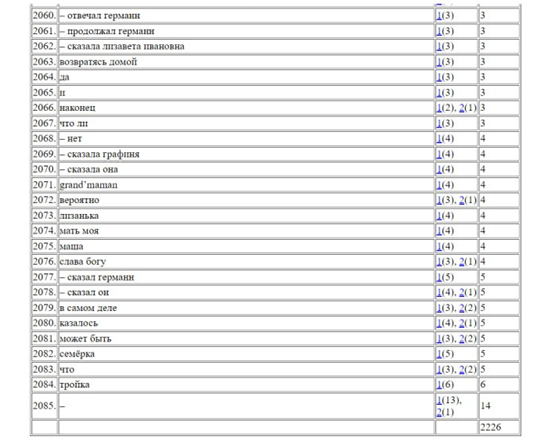 2060. – отвечал германн 1(3) 3
2061. – продолжал германн 1(3) 3
2062. – сказала лизавета ивановна 1(3) 3
2063. возвратясь домой 1(3) 3
2064. да 1(3) 3
2065. и 1(3) 3
2066. наконец 1(2), 2(1) 3
2067. что ли 1(3) 3
2068. – нет 1(4) 4
2069. – сказала графиня 1(4) 4
2070. – сказала она 1(4) 4
2071. grand'maman 1(4) 4
2072. вероятно 1(3), 2(1) 4
2073. лизанька 1(4) 4
2074. мать моя 1(4) 4
2075. маша 1(4) 4
2076. слава богу 1(3), 2(1) 4
2077. – сказал германн 1(5) 5
2078. – сказал он 1(4), 2(1) 5
2079. в самом деле 1(3), 2(2) 5
2080. казалось 1(4), 2(1) 5
2081. может быть 1(3), 2(2) 5
2082. семёрка 1(5) 5
2083. что 1(3), 2(2) 5
2084. тройка 1(6) 6
2085. – 1(13), 14
2(1)
2226